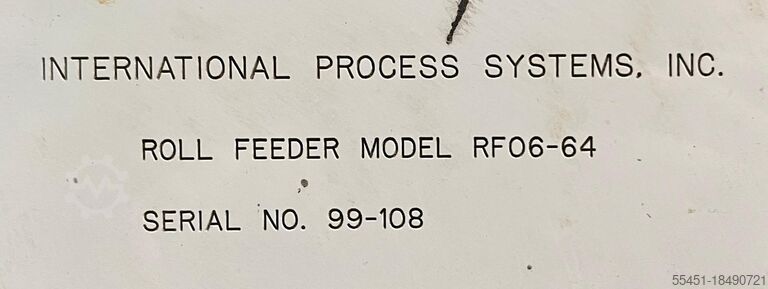 INTERNATIONAL PROCESS SYSTEMS, INC.
ROLL FEEDER MODEL RF06-64
SERIAL NO. 99-108
55451-18490721